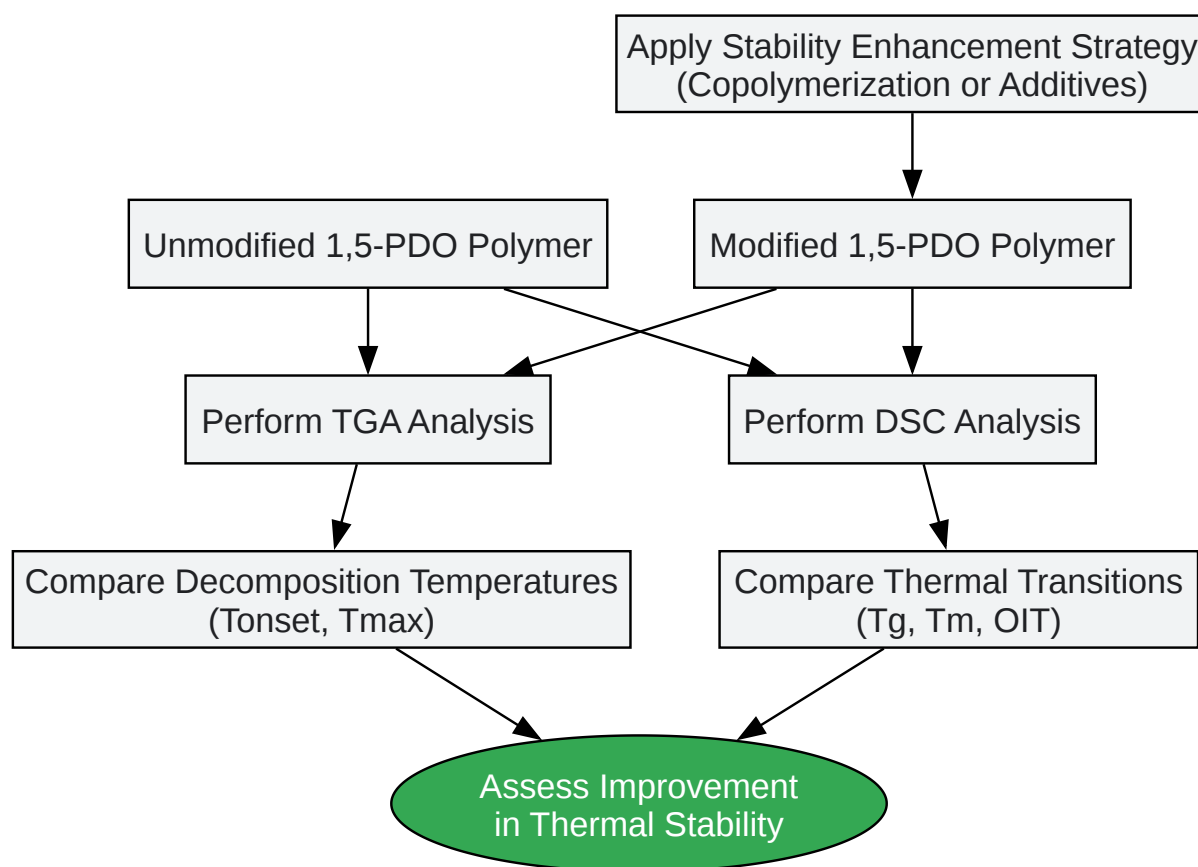 Apply Stability Enhancement Strategy
(Copolymerization or Additives)
Unmodified 1,5-PDO Polymer
Modified 1,5-PDO Polymer
Perform TGA Analysis
Perform DSC Analysis
Compare Decomposition Temperatures
(Tonset, Tmax)
Compare Thermal Transitions
(Tg, Tm, OIT)
Assess Improvement
in Thermal Stability